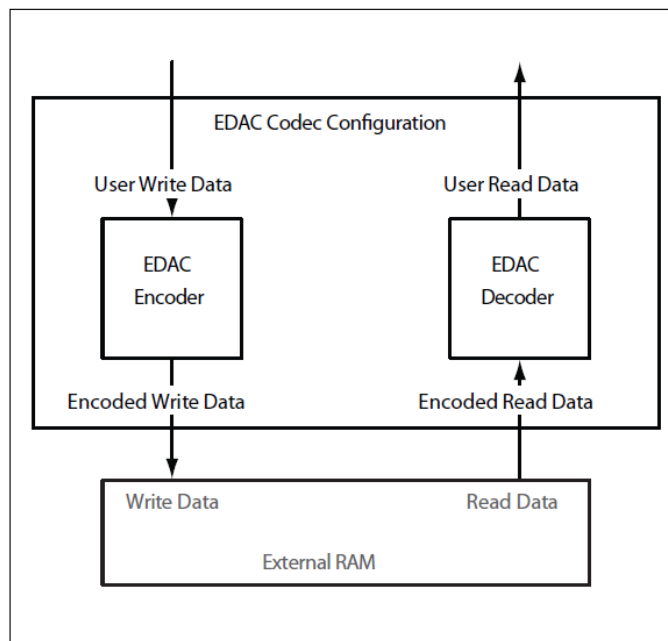 EDAC Codec Configuration
User Write Data
User Read Data
EDAC
Encoder
EDAC
Decoder
Encoded Write Data
Encoded Read Data
Write Data
Read Data
External RAM